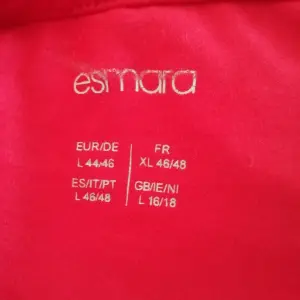 esmara
EUR/DE
L 44/46
FR
XL 46/48
ES/IT/PT
L 46/48
GB/IE/NI
L 16/18